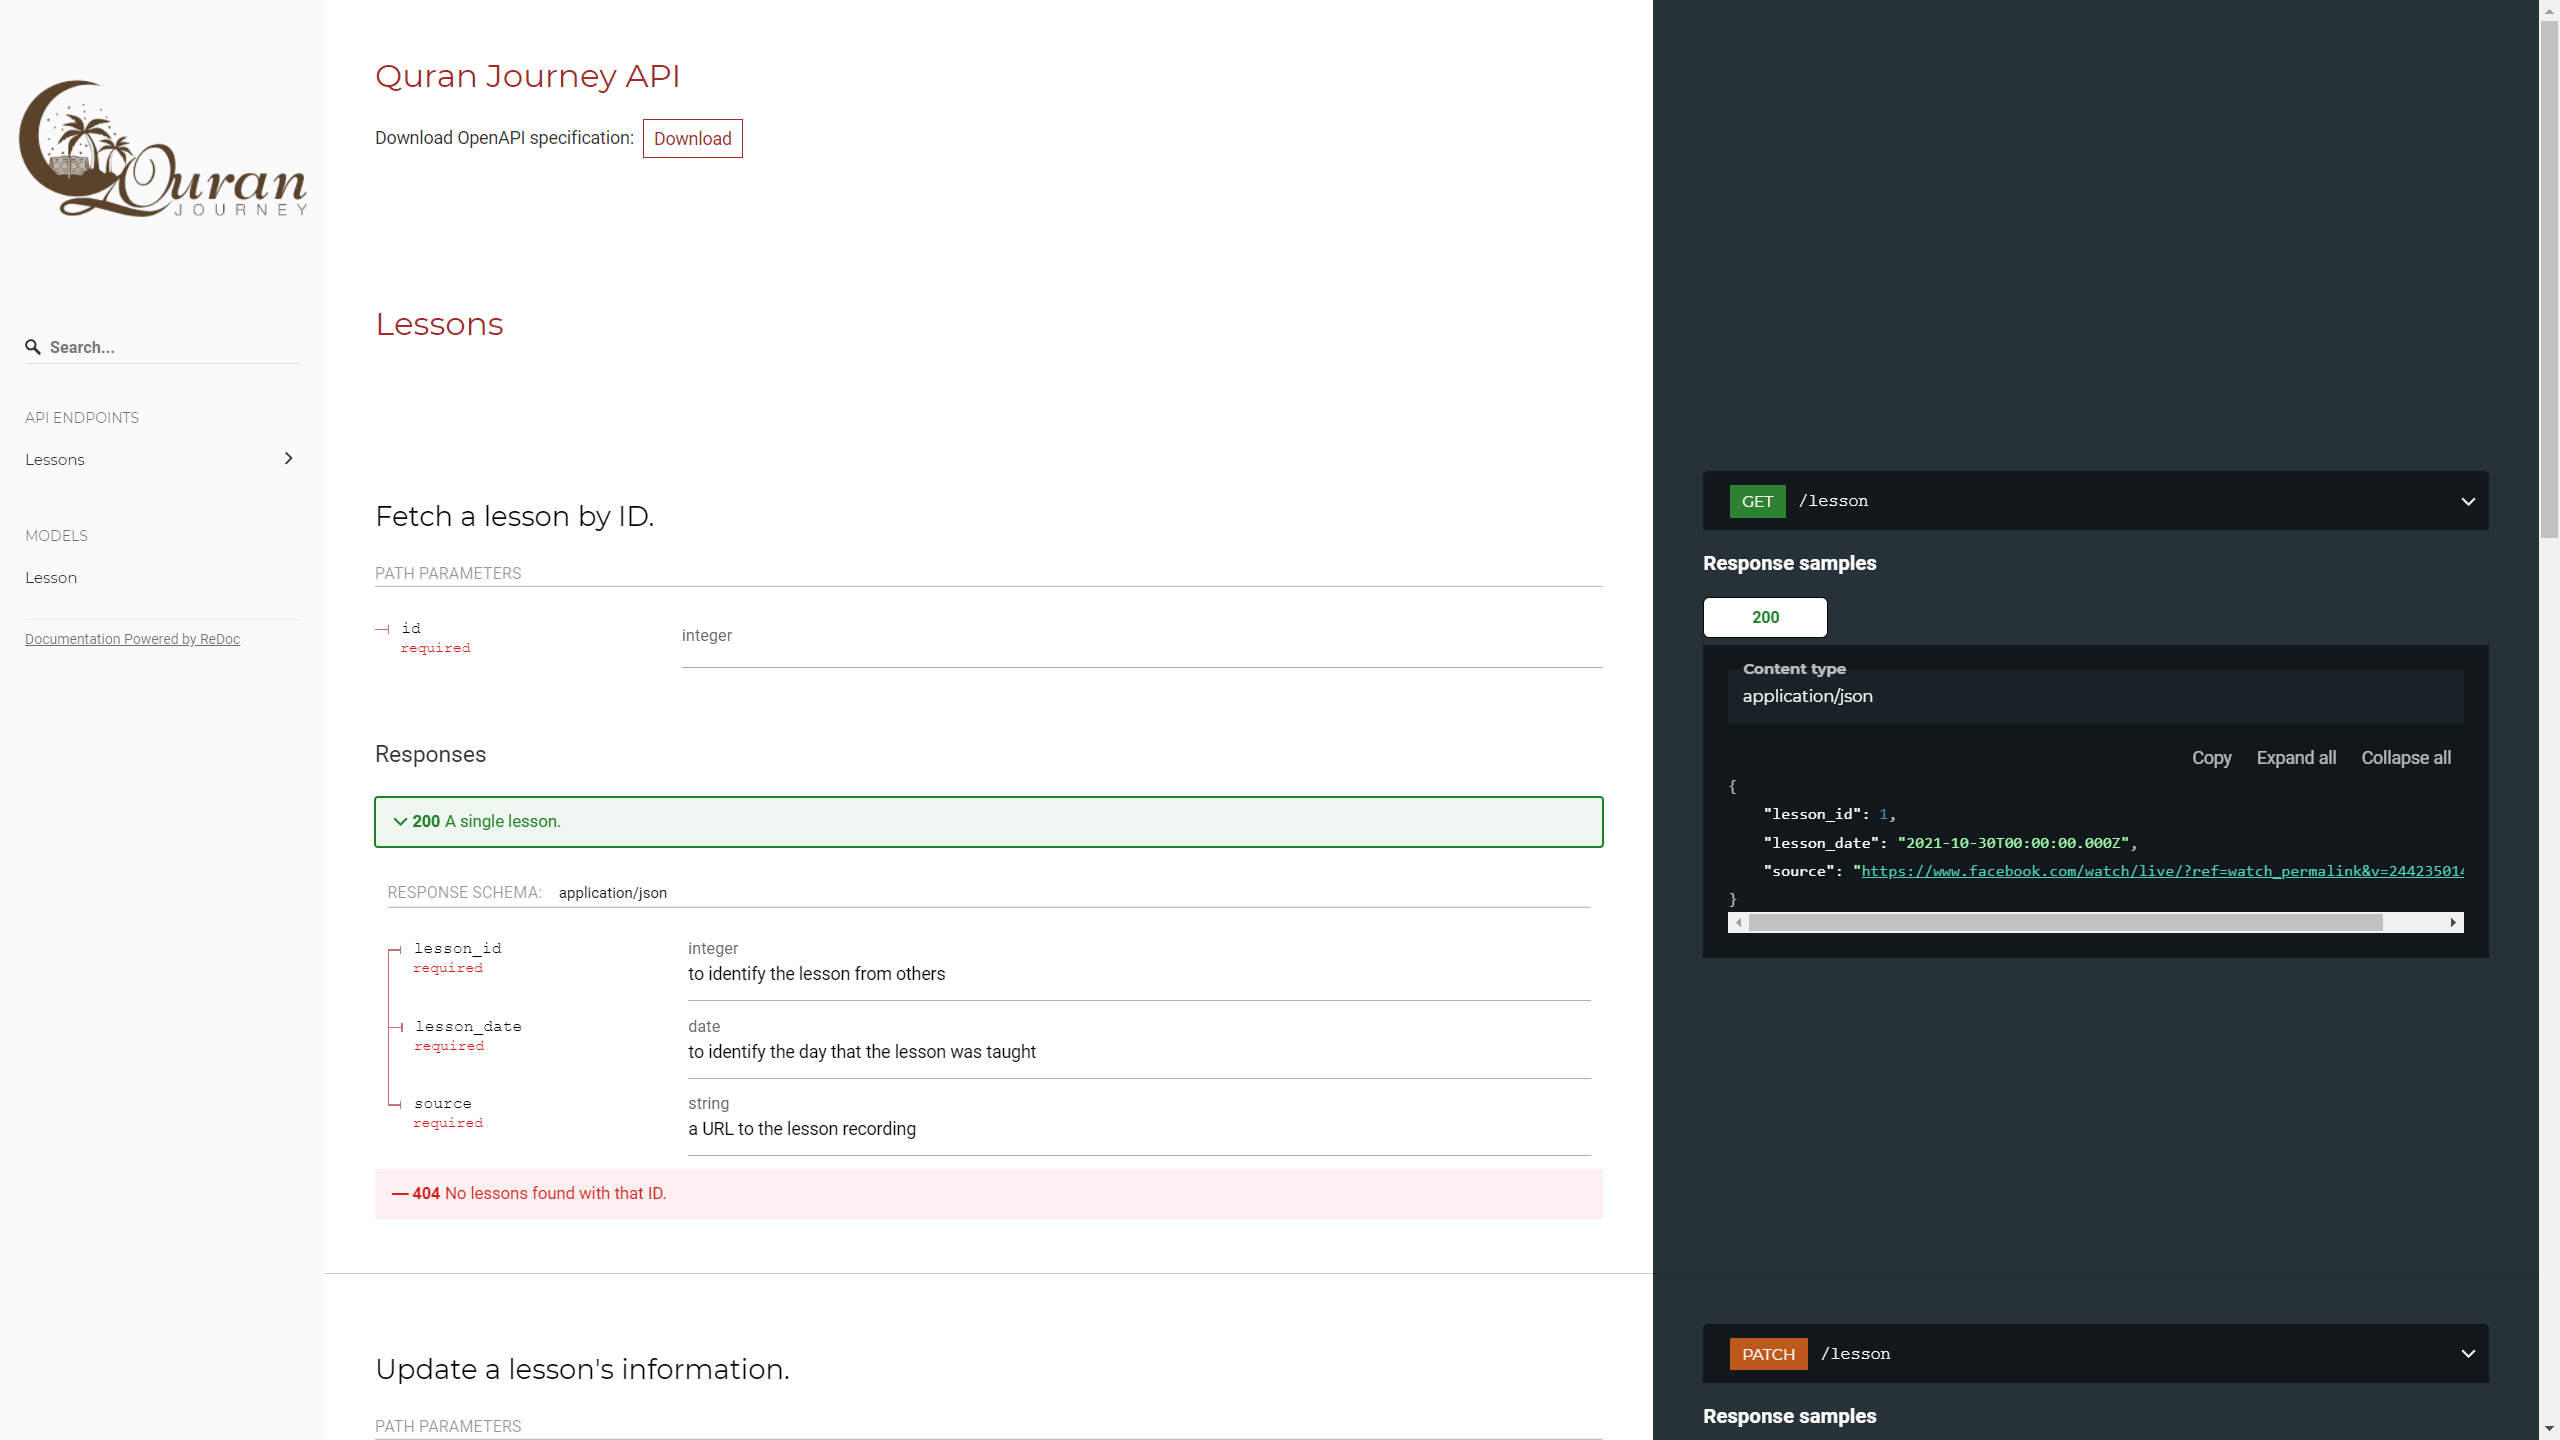 Quran
JOURNEY
Search...
API ENDPOINTS
Lessons
MODELS
Lesson
Documentation Powered by ReDoc
Quran Journey API
Download OpenAPI specification: Download
Lessons
Fetch a lesson by ID.
PATH PARAMETERS
id
required
integer
Responses
200 A single lesson.
RESPONSE SCHEMA: application/json
lesson_id
required
integer
to identify the lesson from others
lesson_date
required
date
to identify the day that the lesson was taught
source
required
string
a URL to the lesson recording
404 No lessons found with that ID.
Update a lesson's information.
PATH PARAMETERS
GET /lesson
Response samples
200
Content type
application/json
Copy Expand all Collapse all
{
"lesson_id": 1,
"lesson_date": "2021-10-30T00:00:00.000Z",
"source": "https://www.facebook.com/watch/live/?ref=watch_permalink&v=244235014
}
PATCH /lesson
Response samples